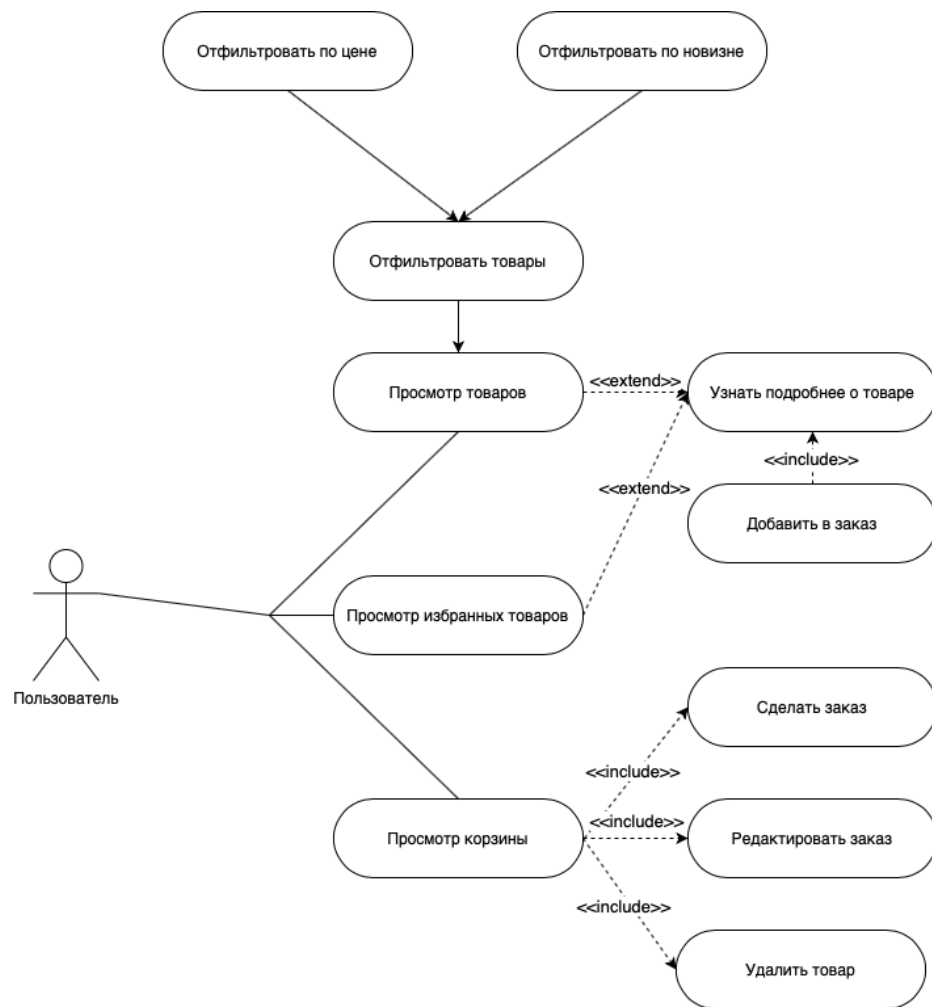 Отфильтровать по цене
Отфильтровать по новизне
Отфильтровать товары
Просмотр товаров
<<extend>>
Узнать подробнее о товаре
<<include>>
<<extend>>
Добавить в заказ
Просмотр избранных товаров
Пользователь
Сделать заказ
<<include>>
Просмотр корзины
<<include>>
Редактировать заказ
<<include>>
Удалить товар